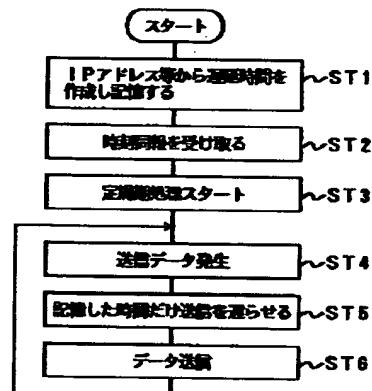 スタート
IPアドレス等から遅延時間を
作成し記憶する
~ST1
時刻同報を受け取る
~ST2
定周期処理スタート
~ST3
送信データ発生
~ST4
記憶した時間だけ送信を遅らせる
~ST5
データ送信
~ST6